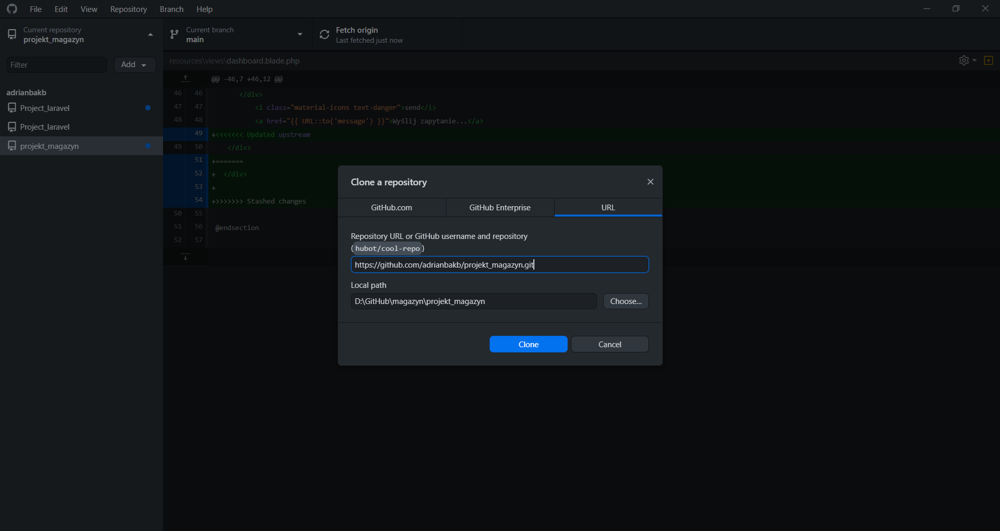 File Edit View Repository Branch Help
Current repository
projekt_magazyn
Current branch
main
Fetch origin
Last fetched just now
Filter
Add
adrianbakb
Project_laravel
Project_laravel
projekt_magazyn
resources\views\dashboard.blade.php
@@ -46,7 +46,12 @@
46 46 </div>
47 47 <i class="material-icons text-danger">send</i>
48 48 <a href="{{ URL::to('message') }}">Wyślij zapytanie...</a>
49 +<<<<<<< Updated upstream
49 50 </div>
51 +=======
52 + </div>
53 +
54 +>>>>>>> Stashed changes
50 55
51 56 @endsection
52 57
Clone a repository
GitHub.com GitHub Enterprise URL
Repository URL or GitHub username and repository
(hubot/cool-repo)
https://github.com/adrianbakb/projekt_magazyn.git
Local path
D:\GitHub\magazyn\projekt_magazyn Choose...
Clone Cancel